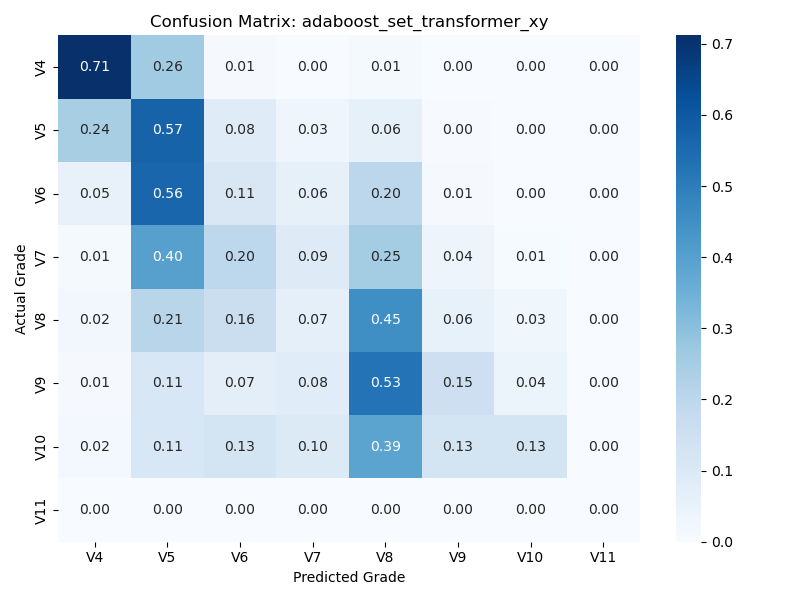 Confusion Matrix: adaboost_set_transformer_xy
V4 0.71 0.26 0.01 0.00 0.01 0.00 0.00 0.00
V5 0.24 0.57 0.08 0.03 0.06 0.00 0.00 0.00
V6 0.05 0.56 0.11 0.06 0.20 0.01 0.00 0.00
V7 0.01 0.40 0.20 0.09 0.25 0.04 0.01 0.00
V8 0.02 0.21 0.16 0.07 0.45 0.06 0.03 0.00
V9 0.01 0.11 0.07 0.08 0.53 0.15 0.04 0.00
V10 0.02 0.11 0.13 0.10 0.39 0.13 0.13 0.00
V11 0.00 0.00 0.00 0.00 0.00 0.00 0.00 0.00
V4 V5 V6 V7 V8 V9 V10 V11
Predicted Grade
Actual Grade
0.7
0.6
0.5
0.4
0.3
0.2
0.1
0.0